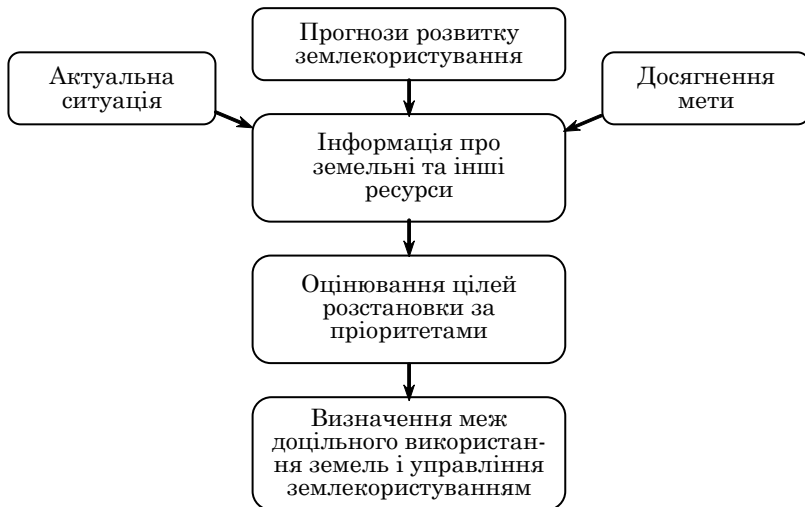 Прогнози розвитку
землекористування
Актуальна
ситуація
Досягнення
мети
Інформація про
земельні та інші
ресурси
Оцінювання цілей
розстановки за
пріоритетами
Визначення меж
доцільного використан-
ня земель і управління
землекористуванням